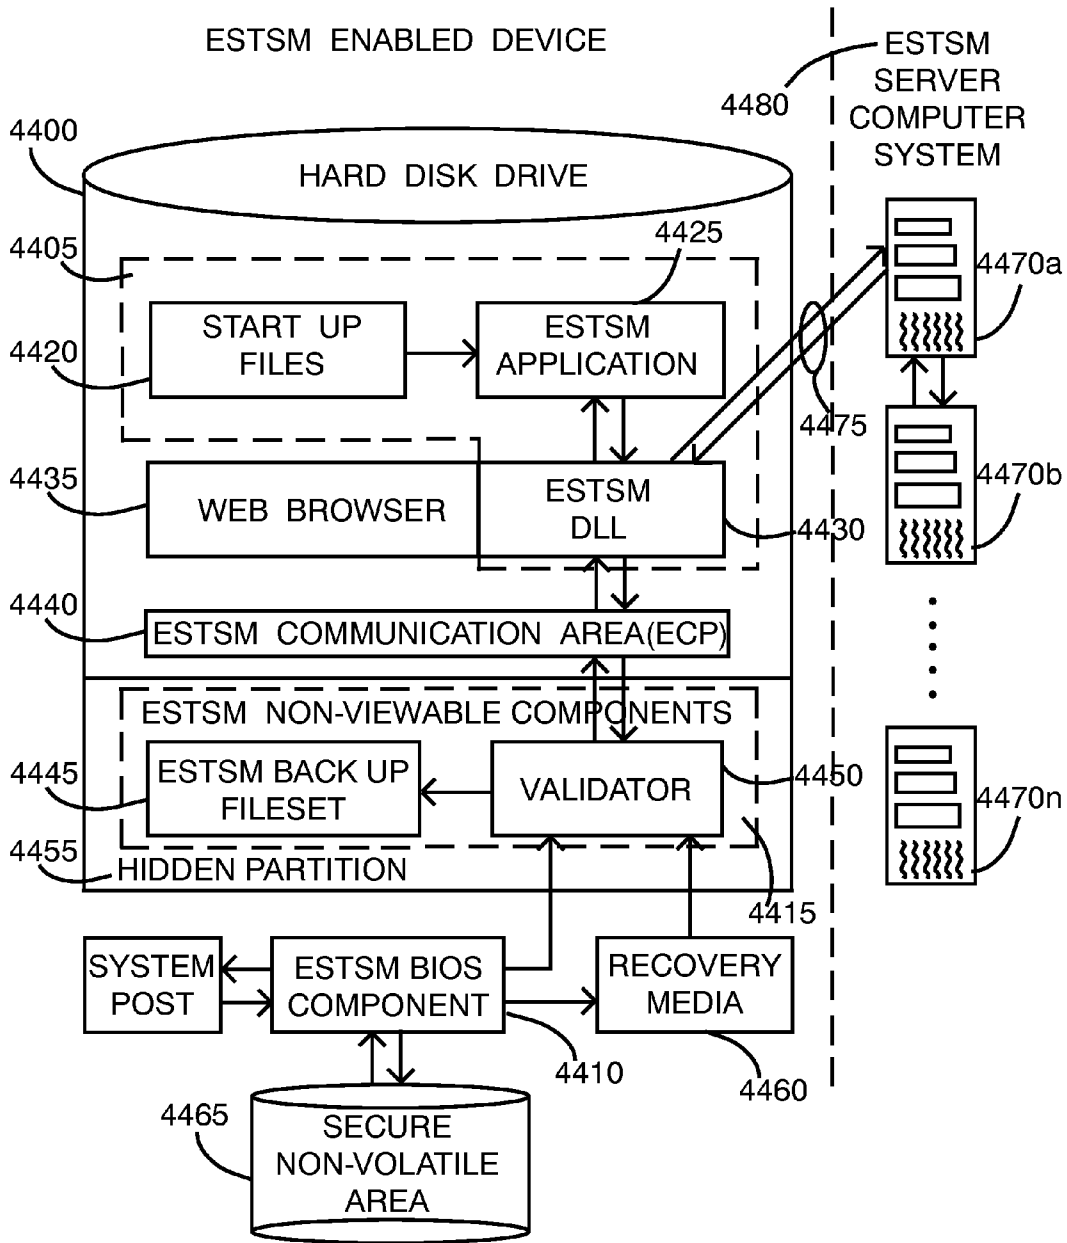 ESTSM ENABLED DEVICE
ESTSM
SERVER
COMPUTER
SYSTEM
4480
4400
HARD DISK DRIVE
4405
4425
4470a
START UP
FILES
ESTSM
APPLICATION
4420
4475
4435
WEB BROWSER
ESTSM
DLL
4430
4470b
4440
ESTSM COMMUNICATION AREA(ECP)
ESTSM NON-VIEWABLE COMPONENTS
4445
ESTSM BACK UP
FILESET
VALIDATOR
4450
4470n
4455
HIDDEN PARTITION
4415
SYSTEM
POST
ESTSM BIOS
COMPONENT
RECOVERY
MEDIA
4410
4460
4465
SECURE
NON-VOLATILE
AREA